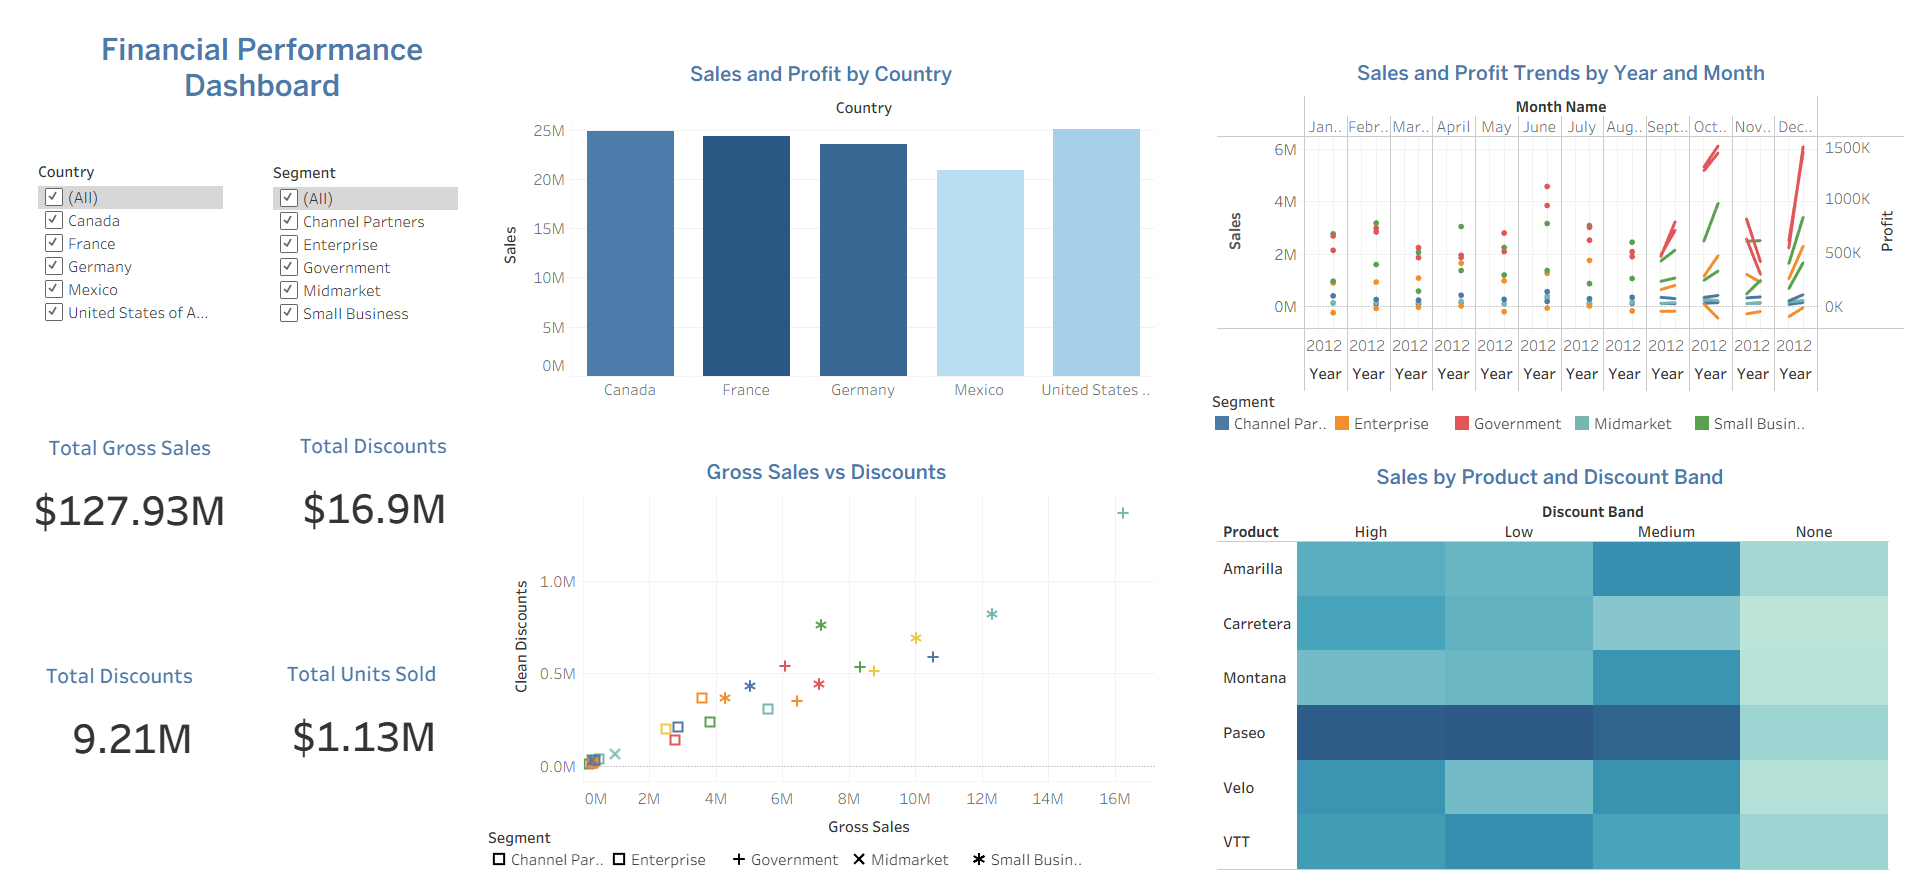 Financial Performance
Dashboard
Country
(All)
Canada
France
Germany
Mexico
United States of A...
Segment
(All)
Channel Partners
Enterprise
Government
Midmarket
Small Business
Total Gross Sales
$127.93M
Total Discounts
$16.9M
Total Discounts
9.21M
Total Units Sold
$1.13M
Sales and Profit by Country
Country
Sales
25M
20M
15M
10M
5M
0M
Canada
France
Germany
Mexico
United States ..
Gross Sales vs Discounts
Clean Discounts
1.0M
0.5M
0.0M
0M 2M 4M 6M 8M 10M 12M 14M 16M
Gross Sales
Segment
Channel Par.. Enterprise Government Midmarket Small Busin..
Sales and Profit Trends by Year and Month
Month Name
Jan.. Febr.. Mar.. April May June July Aug.. Sept.. Oct.. Nov.. Dec..
Sales
6M
4M
2M
0M
1500K
1000K
500K
0K
Profit
2012 2012 2012 2012 2012 2012 2012 2012 2012 2012 2012 2012
Year Year Year Year Year Year Year Year Year Year Year Year
Segment
Channel Par.. Enterprise Government Midmarket Small Busin..
Sales by Product and Discount Band
Discount Band
Product High Low Medium None
Amarilla
Carretera
Montana
Paseo
Velo
VTT